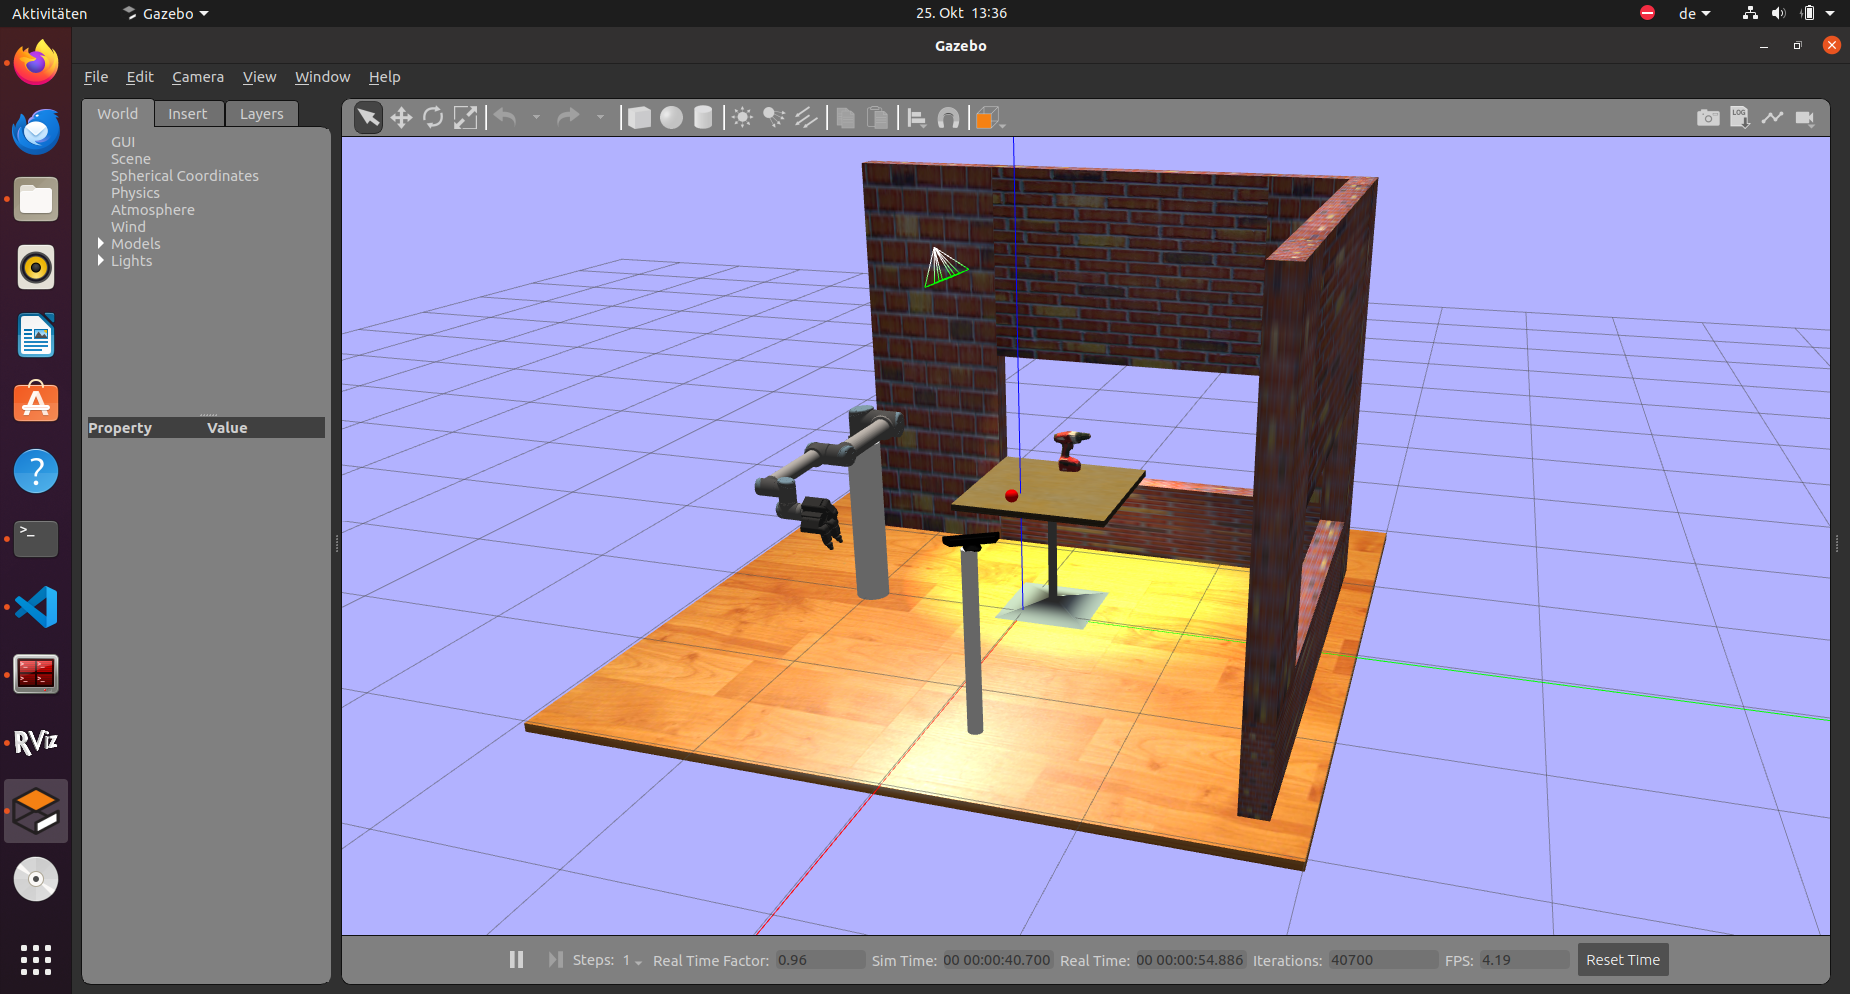 Aktivitäten Gazebo 25. Okt 13:36 de
Gazebo
File Edit Camera View Window Help
World Insert Layers
LOG
GUI
Scene
Spherical Coordinates
Physics
Atmosphere
Wind
Models
Lights
Property Value
RViz
Steps: 1 Real Time Factor: 0.96 Sim Time: 00 00:00:40.700 Real Time: 00 00:00:54.886 Iterations: 40700 FPS: 4.19 Reset Time